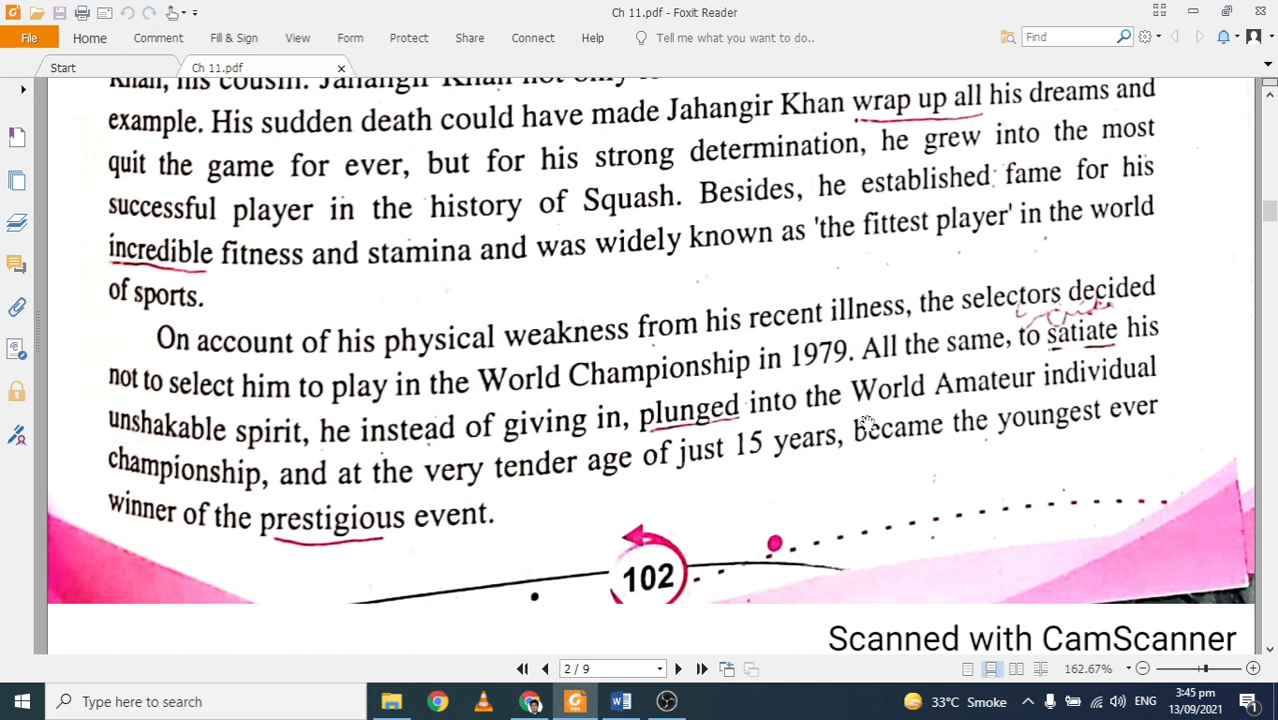 Ch 11.pdf - Foxit Reader
File Home Comment Fill & Sign View Form Protect Share Connect Help Tell me what you want to do.. Find
Start Ch 11.pdf
Khan, his cousin. Jahangir Khan not only
example. His sudden death could have made Jahangir Khan wrap up all his dreams and
quit the game for ever, but for his strong determination, he grew into the most
successful player in the history of Squash. Besides, he established fame for his
incredible fitness and stamina and was widely known as 'the fittest player' in the world
of sports.
On account of his physical weakness from his recent illness, the selectors decided
not to select him to play in the World Championship in 1979. All the same, to satiate his
unshakable spirit, he instead of giving in, plunged into the World Amateur individual
championship, and at the very tender age of just 15 years, became the youngest ever
winner of the prestigious event.
102
Scanned with CamScanner
2 / 9 162.67%
Type here to search 33°C Smoke ENG 3:45 pm
13/09/2021